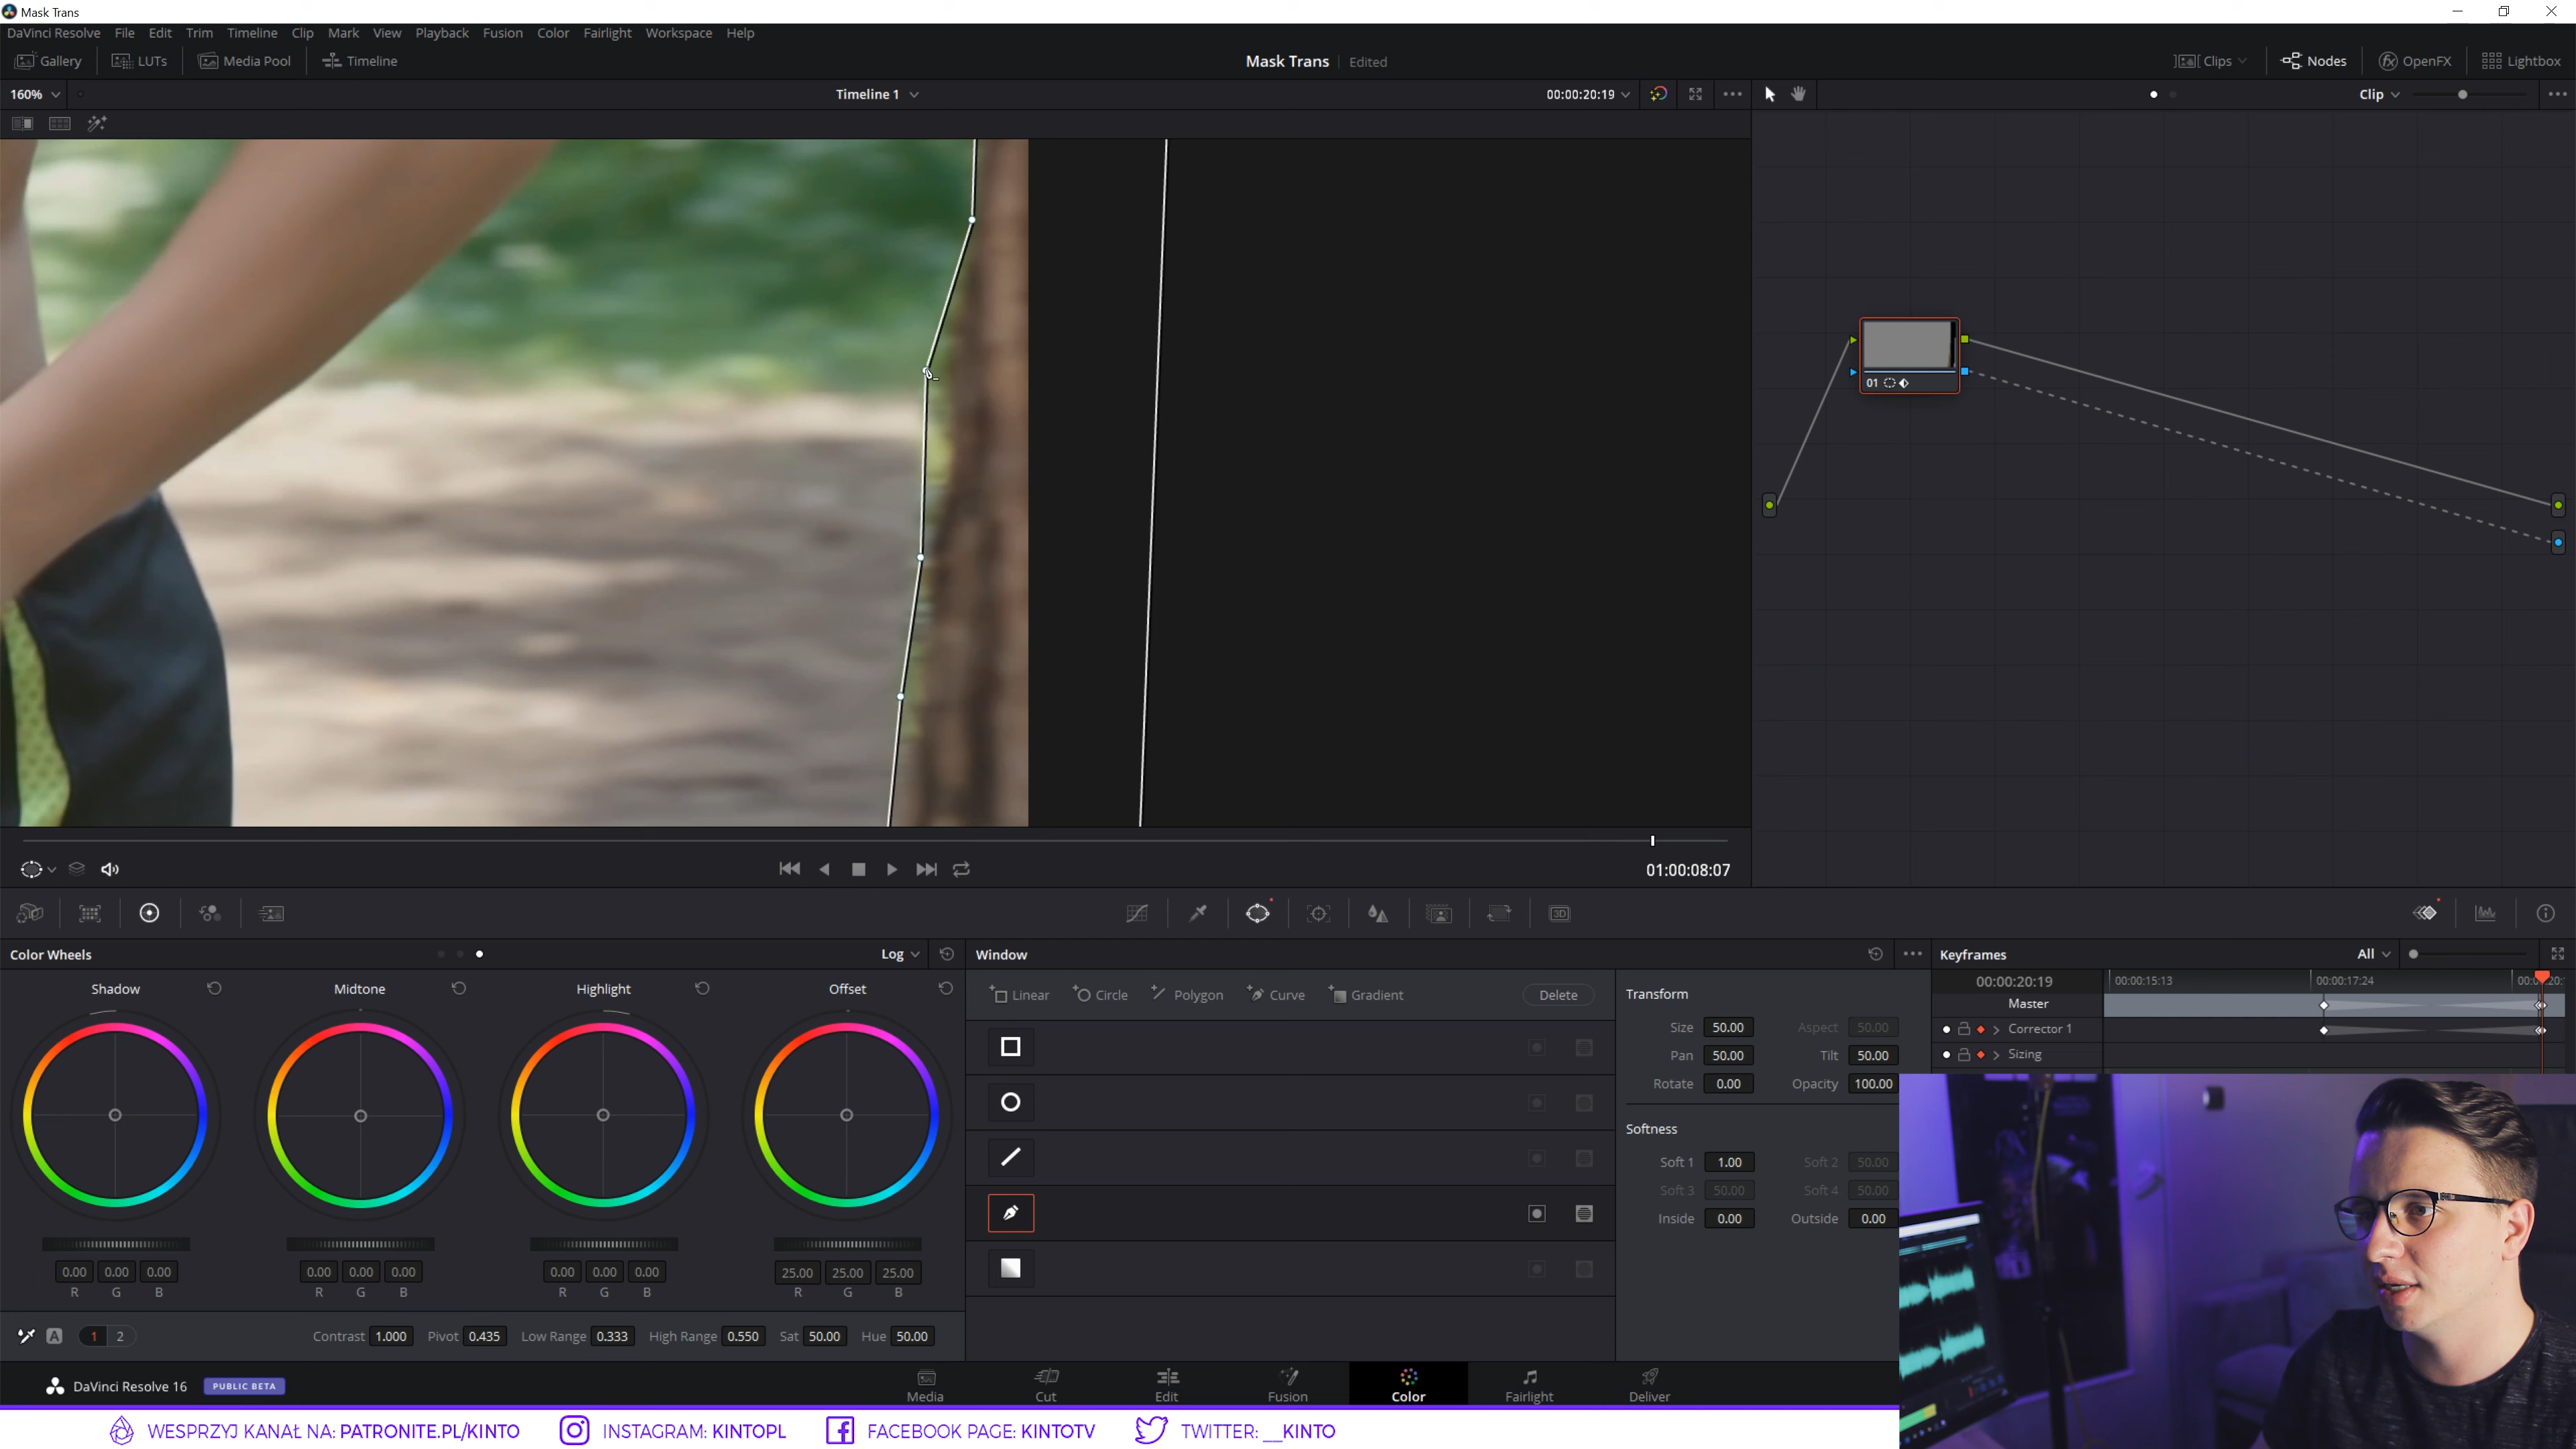 Mask Trans
DaVinci Resolve File Edit Trim Timeline Clip Mark View Playback Fusion Color Fairlight Workspace Help
Gallery LUTs Media Pool Timeline Mask Trans Edited Clips Nodes OpenFX Lightbox
160% Timeline 1 00:00:20:19 Clip
01
01:00:08:07
3D
Color Wheels Log Window Keyframes All
Shadow Midtone Highlight Offset
Linear Circle Polygon Curve Gradient Delete
Transform
Size 50.00 Aspect 50.00
Pan 50.00 Tilt 50.00
Rotate 0.00 Opacity 100.00
Softness
Soft 1 1.00 Soft 2 50.00
Soft 3 50.00 Soft 4 50.00
Inside 0.00 Outside 0.00
00:00:20:19 00:00:15:13 00:00:17:24
Master
Corrector 1
Sizing
0.00 0.00 0.00 0.00 0.00 0.00 0.00 0.00 0.00 25.00 25.00 25.00
R G B R G B R G B R G B
A 1 2 Contrast 1.000 Pivot 0.435 Low Range 0.333 High Range 0.550 Sat 50.00 Hue 50.00
DaVinci Resolve 16 PUBLIC BETA
Media Cut Edit Fusion Color Fairlight Deliver
WESPRZYJ KANAŁ NA: PATRONITE.PL/KINTO INSTAGRAM: KINTOPL FACEBOOK PAGE: KINTOTV TWITTER: __KINTO